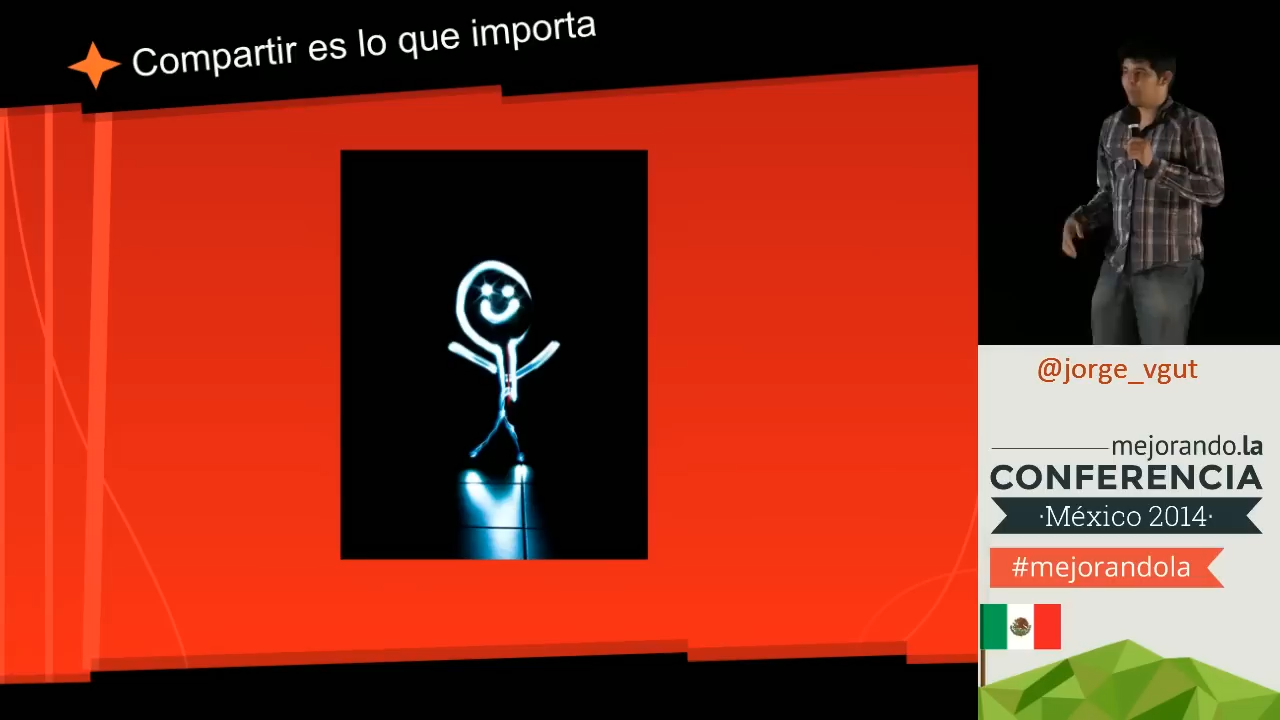 Compartir es lo que importa
@jorge_vgut
mejorando.la
CONFERENCIA
·México 2014·
#mejorandola